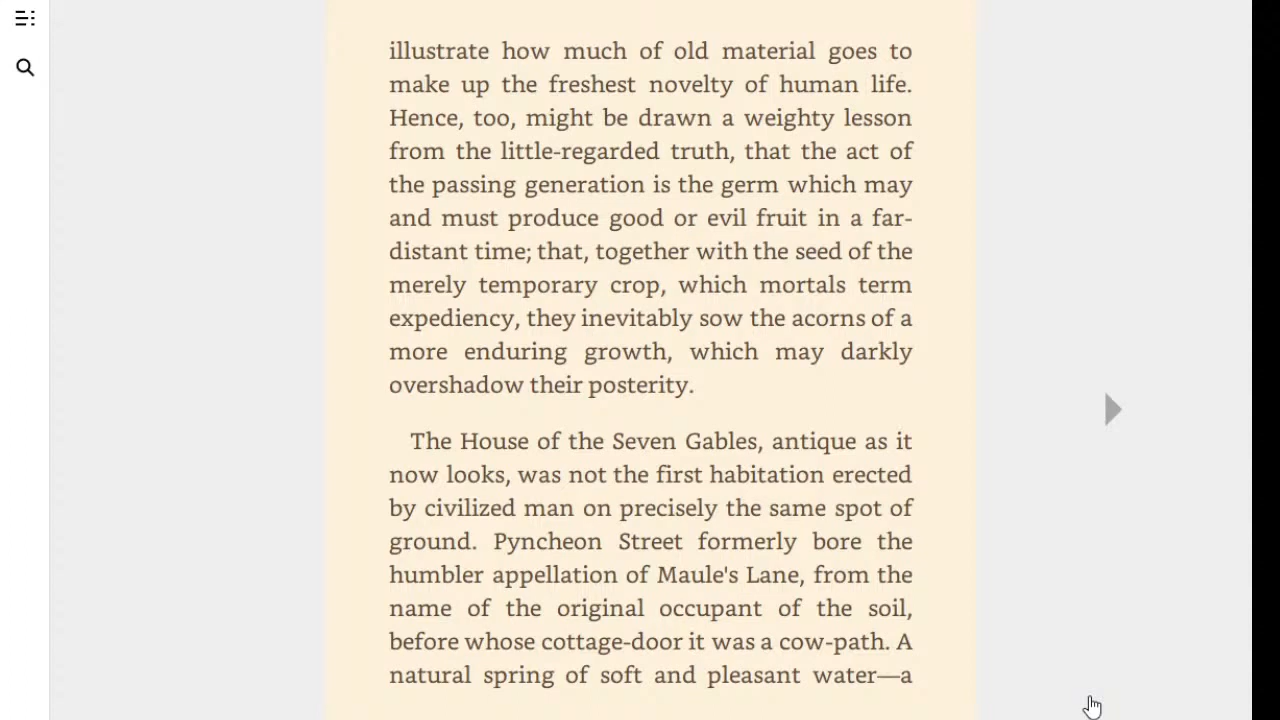 illustrate how much of old material goes to
make up the freshest novelty of human life.
Hence, too, might be drawn a weighty lesson
from the little-regarded truth, that the act of
the passing generation is the germ which may
and must produce good or evil fruit in a far-
distant time; that, together with the seed of the
merely temporary crop, which mortals term
expediency, they inevitably sow the acorns of a
more enduring growth, which may darkly
overshadow their posterity.
The House of the Seven Gables, antique as it
now looks, was not the first habitation erected
by civilized man on precisely the same spot of
ground. Pyncheon Street formerly bore the
humbler appellation of Maule's Lane, from the
name of the original occupant of the soil,
before whose cottage-door it was a cow-path. A
natural spring of soft and pleasant water—a